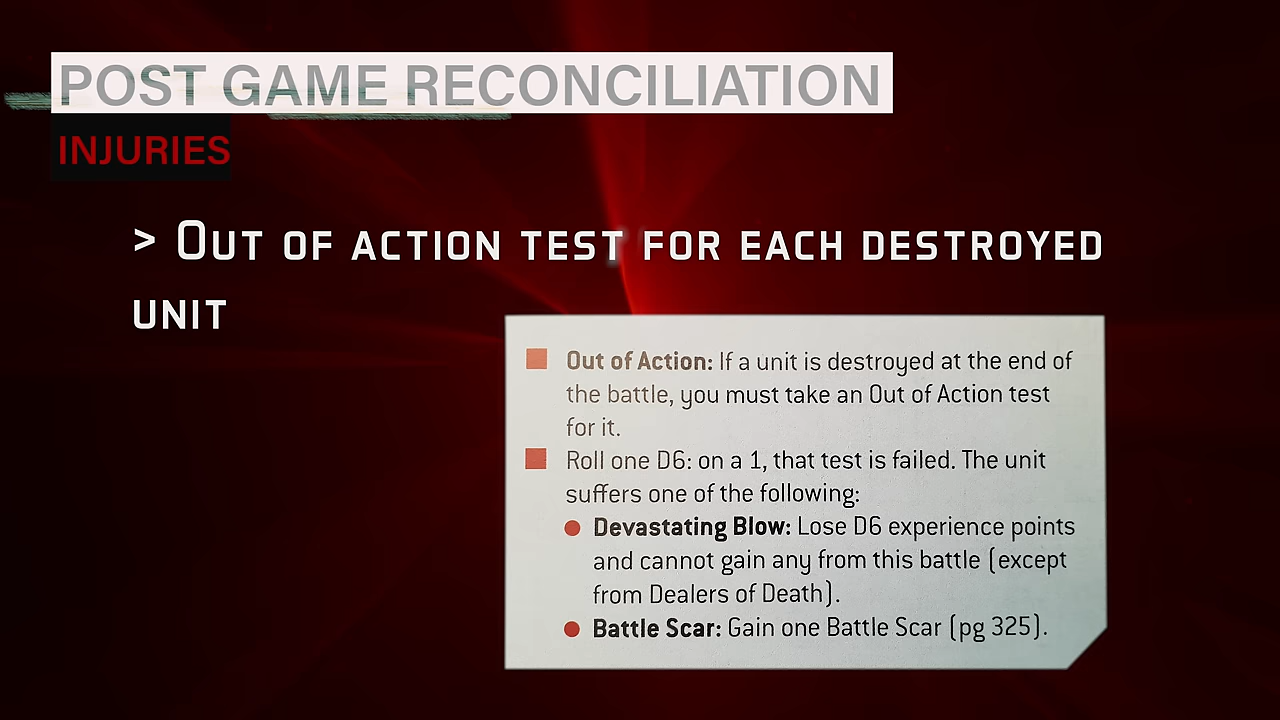 POST GAME RECONCILIATION
INJURIES
> OUT OF ACTION TEST FOR EACH DESTROYED
UNIT
Out of Action: If a unit is destroyed at the end of
the battle, you must take an Out of Action test
for it.
Roll one D6: on a 1, that test is failed. The unit
suffers one of the following:
Devastating Blow: Lose D6 experience points
and cannot gain any from this battle (except
from Dealers of Death).
Battle Scar: Gain one Battle Scar (pg 325).